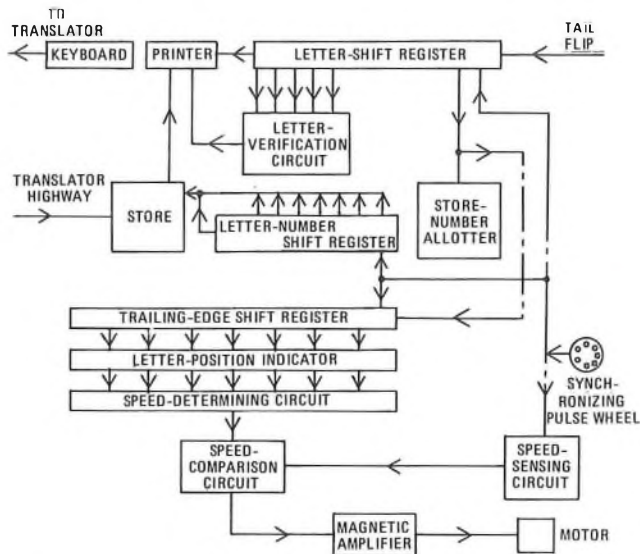 TO
TRANSLATOR
KEYBOARD
PRINTER
LETTER-SHIFT REGISTER
TAIL
FLIP
LETTER-
VERIFICATION
CIRCUIT
TRANSLATOR
HIGHWAY
STORE
LETTER-NUMBER
SHIFT REGISTER
STORE-
NUMBER
ALLOTTER
TRAILING-EDGE SHIFT REGISTER
LETTER-POSITION INDICATOR
SPEED-DETERMINING CIRCUIT
SYNCH-
RONIZING
PULSE WHEEL
SPEED-
COMPARISON
CIRCUIT
SPEED-
SENSING
CIRCUIT
MAGNETIC
AMPLIFIER
MOTOR